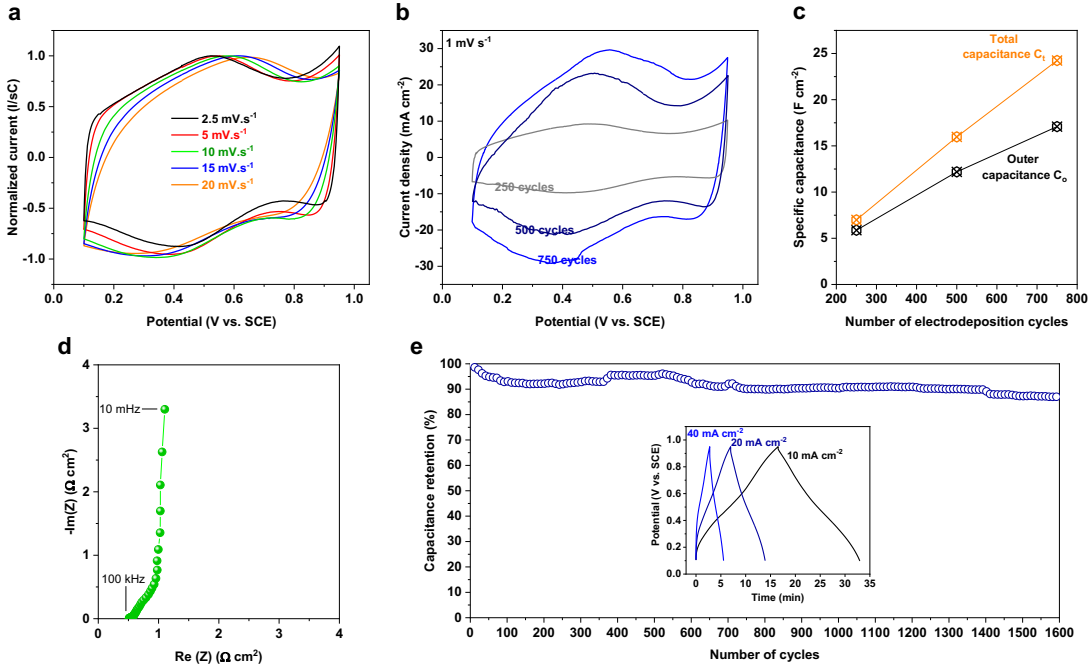 a
Normalized current (I/sC)
1.0
0.5
0.0
-0.5
-1.0
2.5 mV.s⁻¹
5 mV.s⁻¹
10 mV.s⁻¹
15 mV.s⁻¹
20 mV.s⁻¹
0.0 0.2 0.4 0.6 0.8 1.0
Potential (V vs. SCE)
b
1 mV s⁻¹
Current density (mA cm⁻²)
30
20
10
0
-10
-20
-30
250 cycles
500 cycles
750 cycles
0.0 0.2 0.4 0.6 0.8 1.0
Potential (V vs. SCE)
c
Specific capacitance (F cm⁻²)
25
20
15
10
5
0
Total
capacitance Cₜ
Outer
capacitance Cₒ
200 300 400 500 600 700 800
Number of electrodeposition cycles
d
-Im(Z) (Ω cm²)
4
3
2
1
0
10 mHz
100 kHz
0 1 2 3 4
Re (Z) (Ω cm²)
e
Capacitance retention (%)
100
90
80
70
60
50
40
30
20
10
0
40 mA cm⁻²
20 mA cm⁻²
10 mA cm⁻²
Potential (V vs. SCE)
1.0
0.8
0.6
0.4
0.2
0.0
0 5 10 15 20 25 30 35
Time (min)
0 100 200 300 400 500 600 700 800 900 1000 1100 1200 1300 1400 1500 1600
Number of cycles